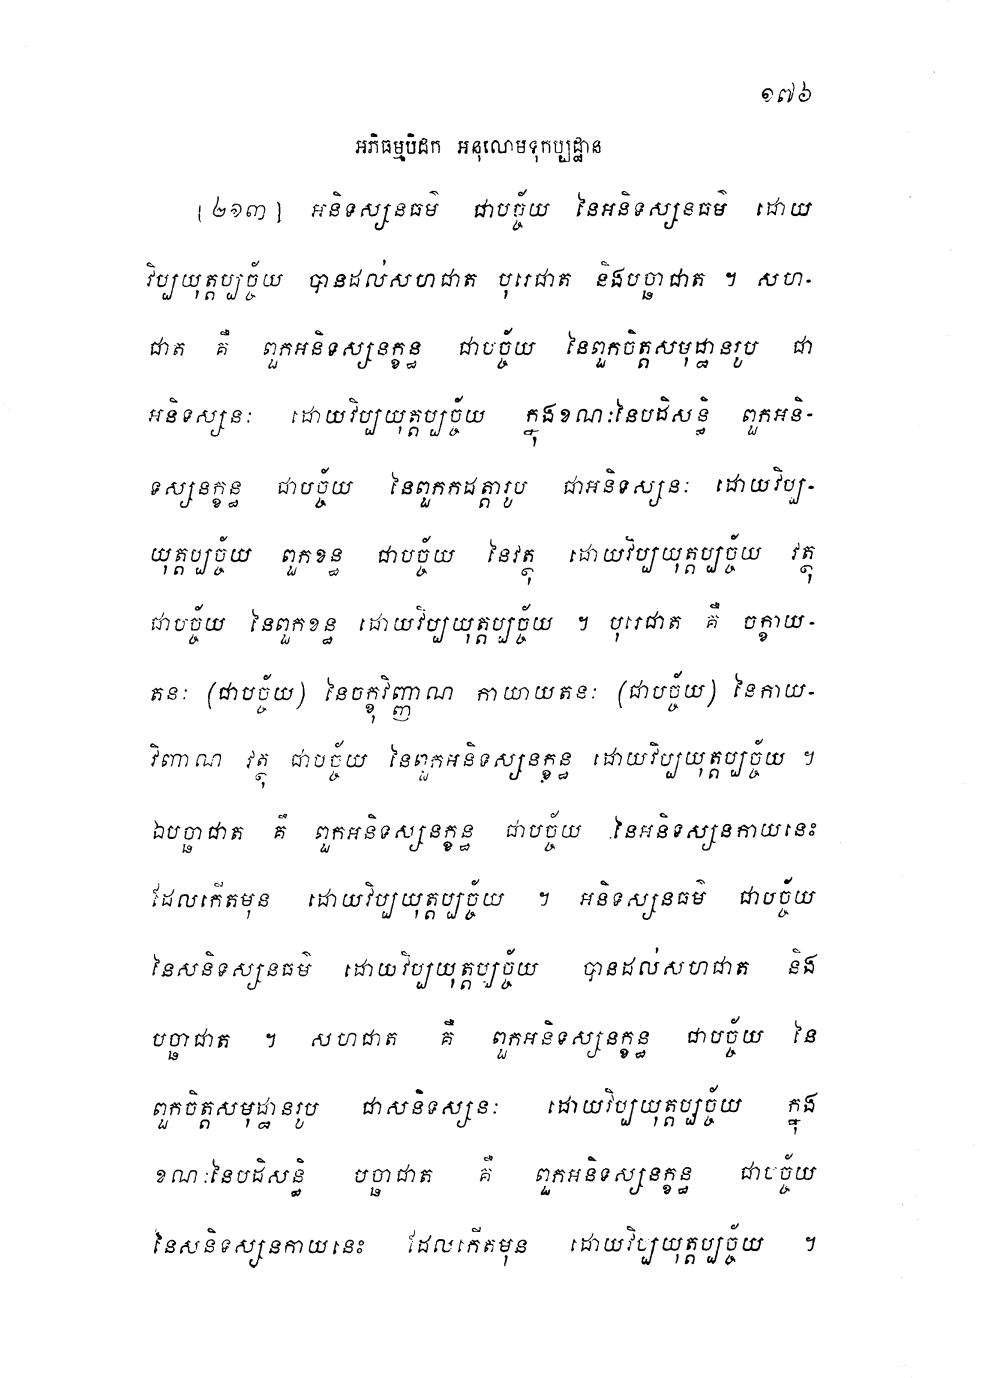 ១៧៦
អភិធម្មបិដក អនុលោមទុកប្បដ្ឋាន
[២១៣] អនិទស្សនធម៌ ជាបច្ច័យ នៃអនិទស្សនធម៌ ដោយ
វិប្បយុត្តប្បច្ច័យ បានដល់សហជាត បុរេជាត និងបច្ឆាជាត ។ សហ-
ជាត គឺ ពួកអនិទស្សនក្ខន្ធ ជាបច្ច័យ នៃពួកចិត្តសមុដ្ឋានរូប ជា
អនិទស្សនៈ ដោយវិប្បយុត្តប្បច្ច័យ ក្នុងខណៈនៃបដិសន្ធិ ពួកអនិ-
ទស្សនក្ខន្ធ ជាបច្ច័យ នៃពួកកដត្តារូប ជាអនិទស្សនៈ ដោយវិប្ប-
យុត្តប្បច្ច័យ ពួកខន្ធ ជាបច្ច័យ នៃវត្ថុ ដោយវិប្បយុត្តប្បច្ច័យ វត្ថុ
ជាបច្ច័យ នៃពួកខន្ធ ដោយវិប្បយុត្តប្បច្ច័យ ។ បុរេជាត គឺ ចក្ខាយ-
តនៈ (ជាបច្ច័យ) នៃចក្ខុវិញ្ញាណ កាយាយតនៈ (ជាបច្ច័យ) នៃកាយ-
វិញាណ វត្ថុ ជាបច្ច័យ នៃពួកអនិទស្សនក្ខន្ធ ដោយវិប្បយុត្តប្បច្ច័យ ។
ឯបច្ឆាជាត គឺ ពួកអនិទស្សនក្ខន្ធ ជាបច្ច័យ នៃអនិទស្សនកាយនេះ
ដែលកើតមុន ដោយវិប្បយុត្តប្បច្ច័យ ។ អនិទស្សនធម៌ ជាបច្ច័យ
នៃសនិទស្សនធម៌ ដោយវិប្បយុត្តប្បច្ច័យ បានដល់សហជាត និង
បច្ឆាជាត ។ សហជាត គឺ ពួកអនិទស្សនក្ខន្ធ ជាបច្ច័យ នៃ
ពួកចិត្តសមុដ្ឋានរូប ជាសនិទស្សនៈ ដោយវិប្បយុត្តប្បច្ច័យ ក្នុង
ខណៈនៃបដិសន្ធិ បច្ឆាជាត គឺ ពួកអនិទស្សនក្ខន្ធ ជាបច្ច័យ
នៃសនិទស្សនកាយនេះ ដែលកើតមុន ដោយវិប្បយុត្តប្បច្ច័យ ។